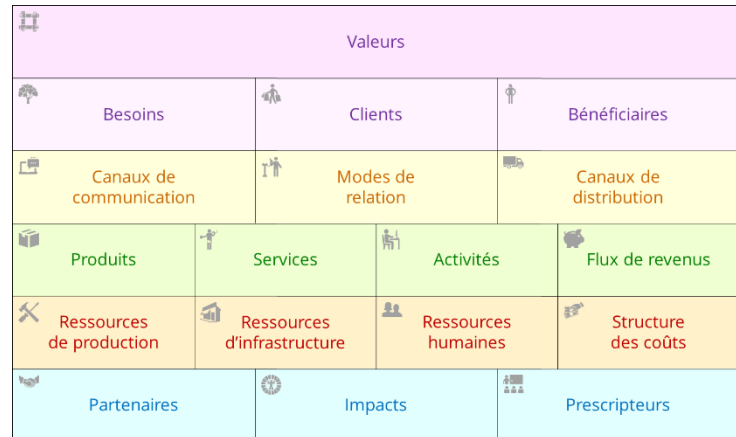 Valeurs
Besoins
Clients
Bénéficiaires
Canaux de
communication
Modes de
relation
Canaux de
distribution
Produits
Services
Activités
Flux de revenus
Ressources
de production
Ressources
d'infrastructure
Ressources
humaines
Structure
des coûts
Partenaires
Impacts
Prescripteurs